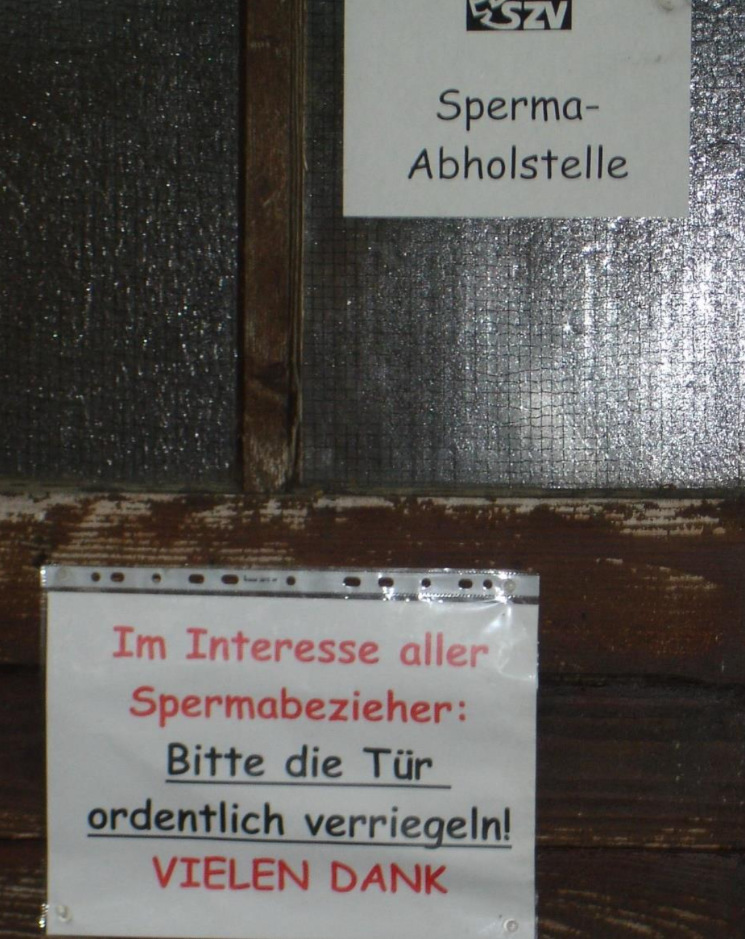 SZV
Sperma-
Abholstelle
Im Interesse aller
Spermabezieher:
Bitte die Tür
ordentlich verriegeln!
VIELEN DANK